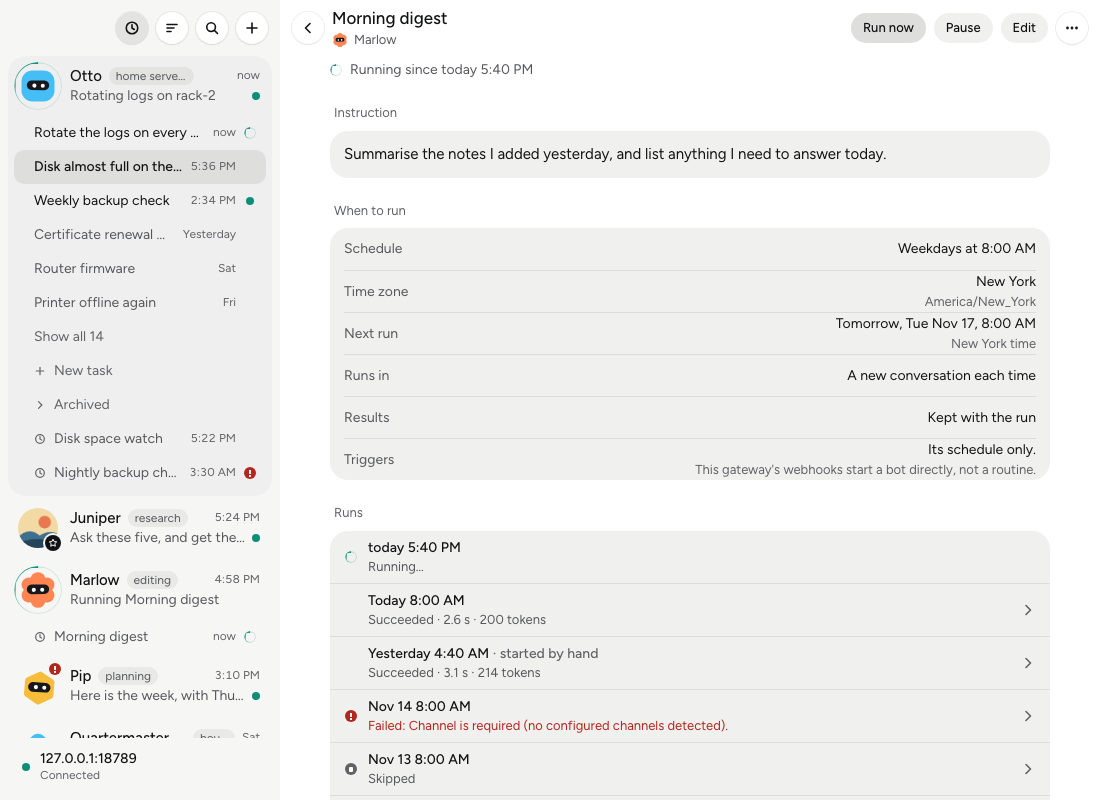 Otto home serve... now
Rotating logs on rack-2
Rotate the logs on every ... now
Disk almost full on the... 5:36 PM
Weekly backup check 2:34 PM
Certificate renewal ... Yesterday
Router firmware Sat
Printer offline again Fri
Show all 14
New task
Archived
Disk space watch 5:22 PM
Nightly backup ch... 3:30 AM
Juniper research 5:24 PM
Ask these five, and get the...
Marlow editing 4:58 PM
Running Morning digest
Morning digest now
Pip planning 3:10 PM
Here is the week, with Thu...
Quartermaster hou... Sat
127.0.0.1:18789
Connected
Morning digest
Marlow
Run now
Pause
Edit
Running since today 5:40 PM
Instruction
Summarise the notes I added yesterday, and list anything I need to answer today.
When to run
Schedule Weekdays at 8:00 AM
Time zone New York
America/New_York
Next run Tomorrow, Tue Nov 17, 8:00 AM
New York time
Runs in A new conversation each time
Results Kept with the run
Triggers Its schedule only.
This gateway's webhooks start a bot directly, not a routine.
Runs
today 5:40 PM
Running...
Today 8:00 AM
Succeeded · 2.6 s · 200 tokens
Yesterday 4:40 AM · started by hand
Succeeded · 3.1 s · 214 tokens
Nov 14 8:00 AM
Failed: Channel is required (no configured channels detected).
Nov 13 8:00 AM
Skipped